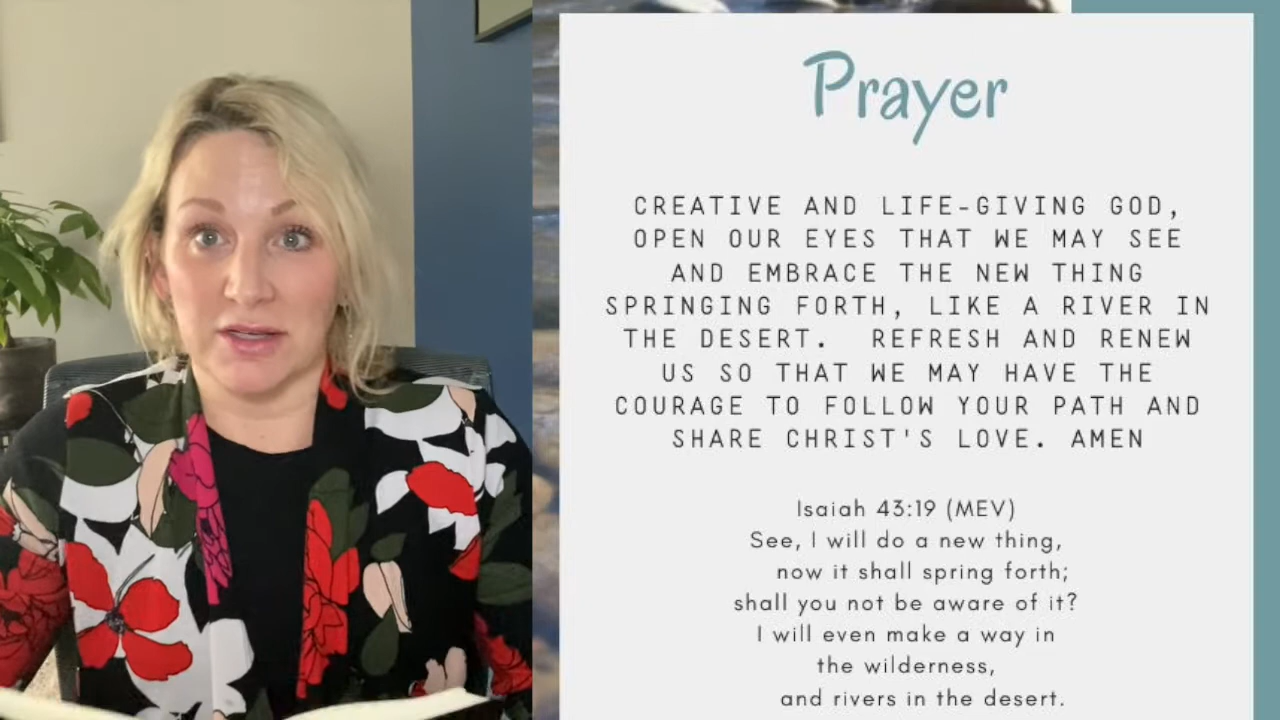 Prayer
CREATIVE AND LIFE-GIVING GOD,
OPEN OUR EYES THAT WE MAY SEE
AND EMBRACE THE NEW THING
SPRINGING FORTH, LIKE A RIVER IN
THE DESERT. REFRESH AND RENEW
US SO THAT WE MAY HAVE THE
COURAGE TO FOLLOW YOUR PATH AND
SHARE CHRIST'S LOVE. AMEN
Isaiah 43:19 (MEV)
See, I will do a new thing,
now it shall spring forth;
shall you not be aware of it?
I will even make a way in
the wilderness,
and rivers in the desert.